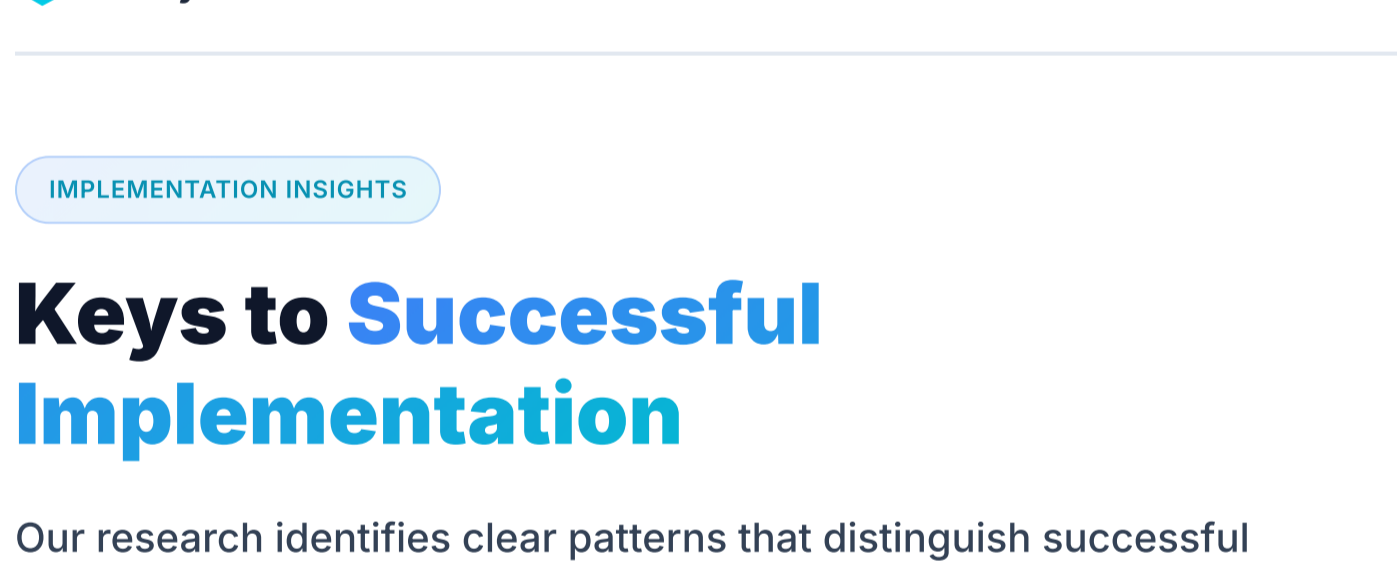 IMPLEMENTATION INSIGHTS
Keys to Successful
Implementation
Our research identifies clear patterns that distinguish successful